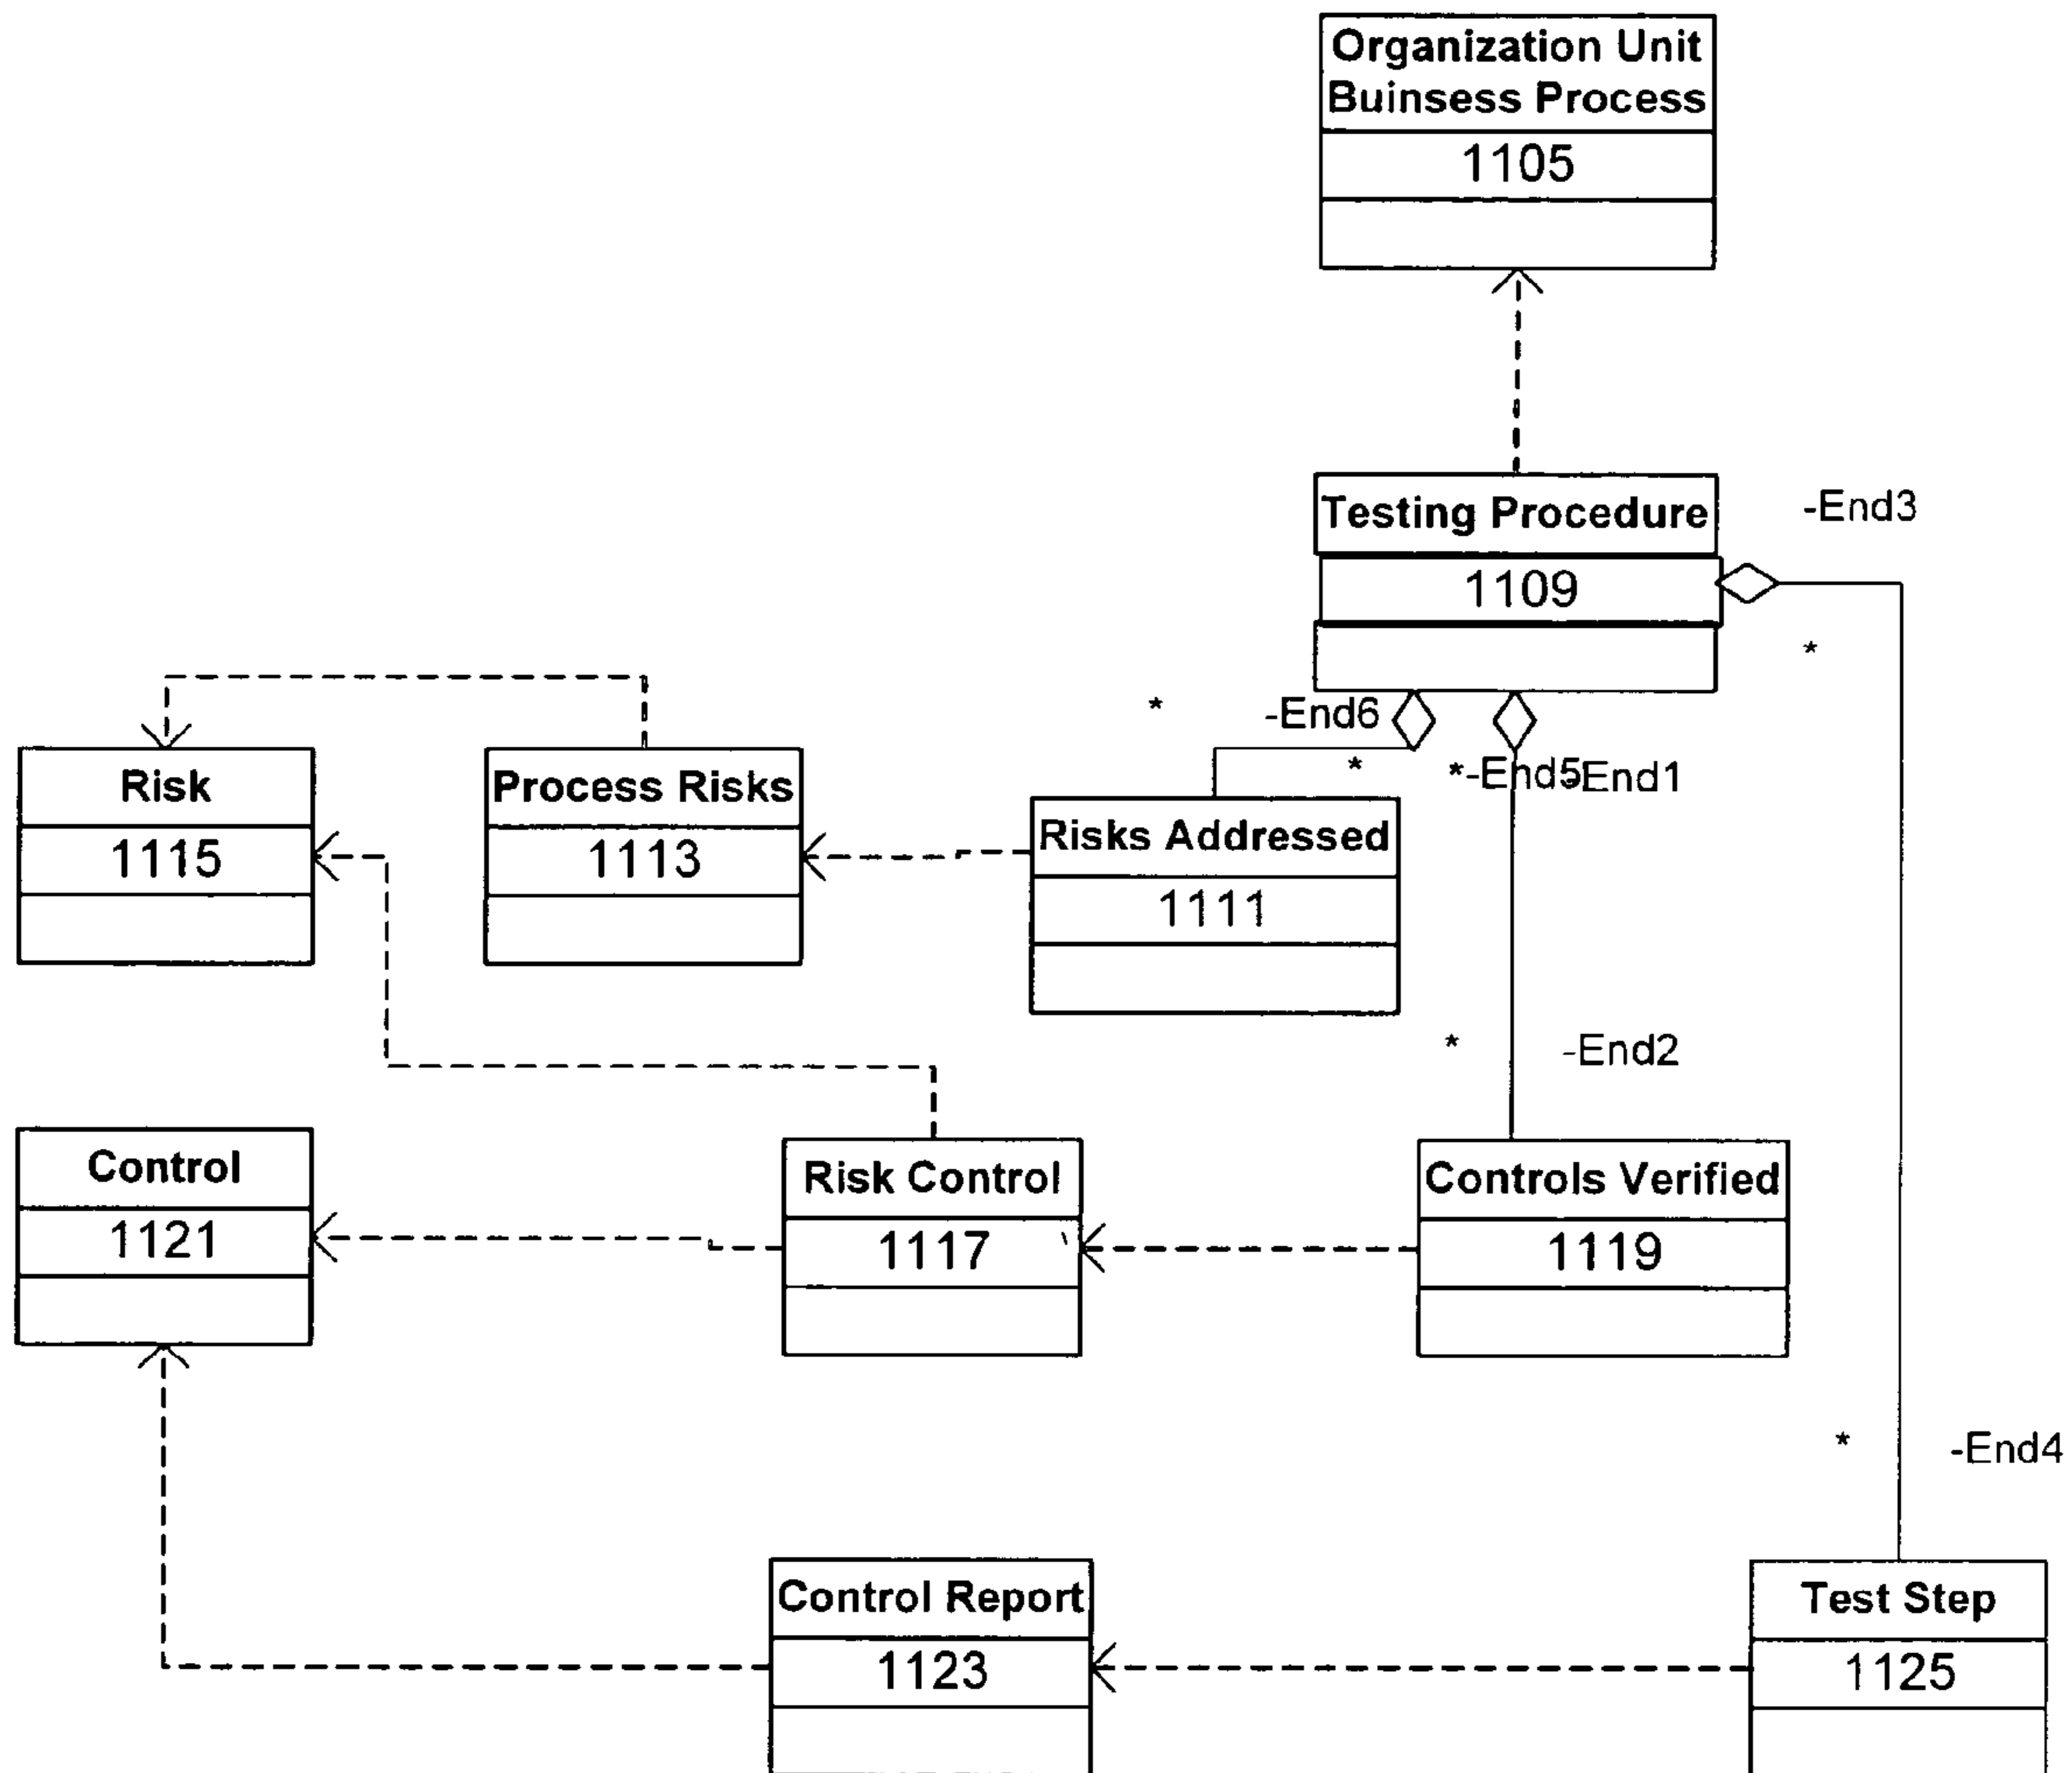 Organization Unit
Buinsess Process
1105
Testing Procedure
-End3
1109
*
*
-End6
*
*-End5
-End1
Risk
1115
Process Risks
1113
Risks Addressed
1111
*
-End2
Control
1121
Risk Control
1117
Controls Verified
1119
*
-End4
Control Report
1123
Test Step
1125